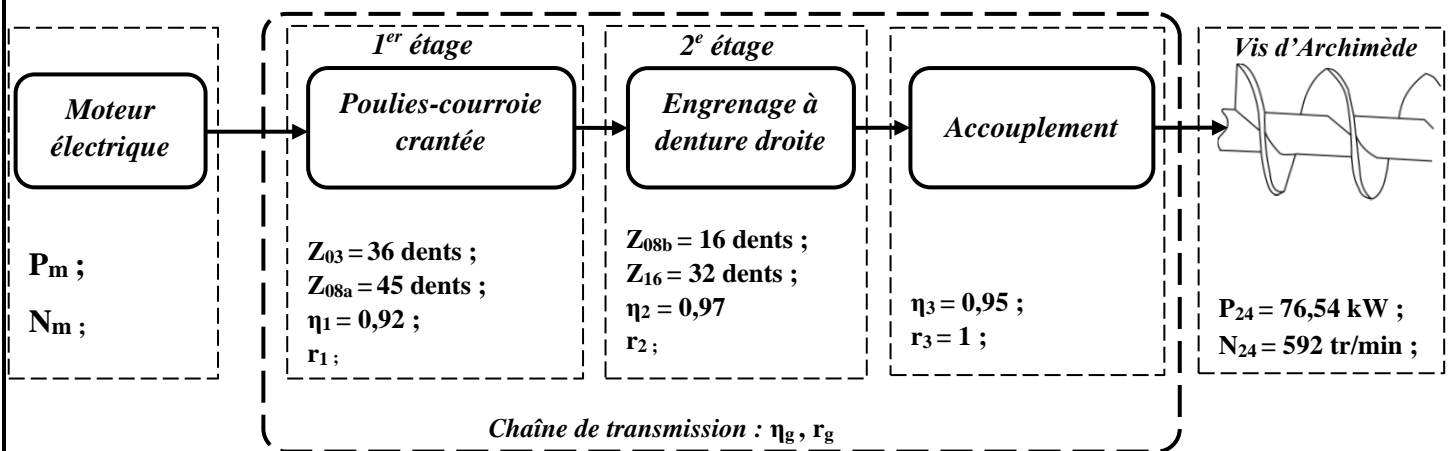 Moteur
électrique
Pm ;
Nm ;
1er étage
Poulies-courroie
crantée
Z03 = 36 dents ;
Z08a = 45 dents ;
η1 = 0,92 ;
r1 ;
2e étage
Engrenage à
denture droite
Z08b = 16 dents ;
Z16 = 32 dents ;
η2 = 0,97
r2 ;
Accouplement
η3 = 0,95 ;
r3 = 1 ;
Vis d'Archimède
P24 = 76,54 kW ;
N24 = 592 tr/min ;
Chaîne de transmission : ηg , rg